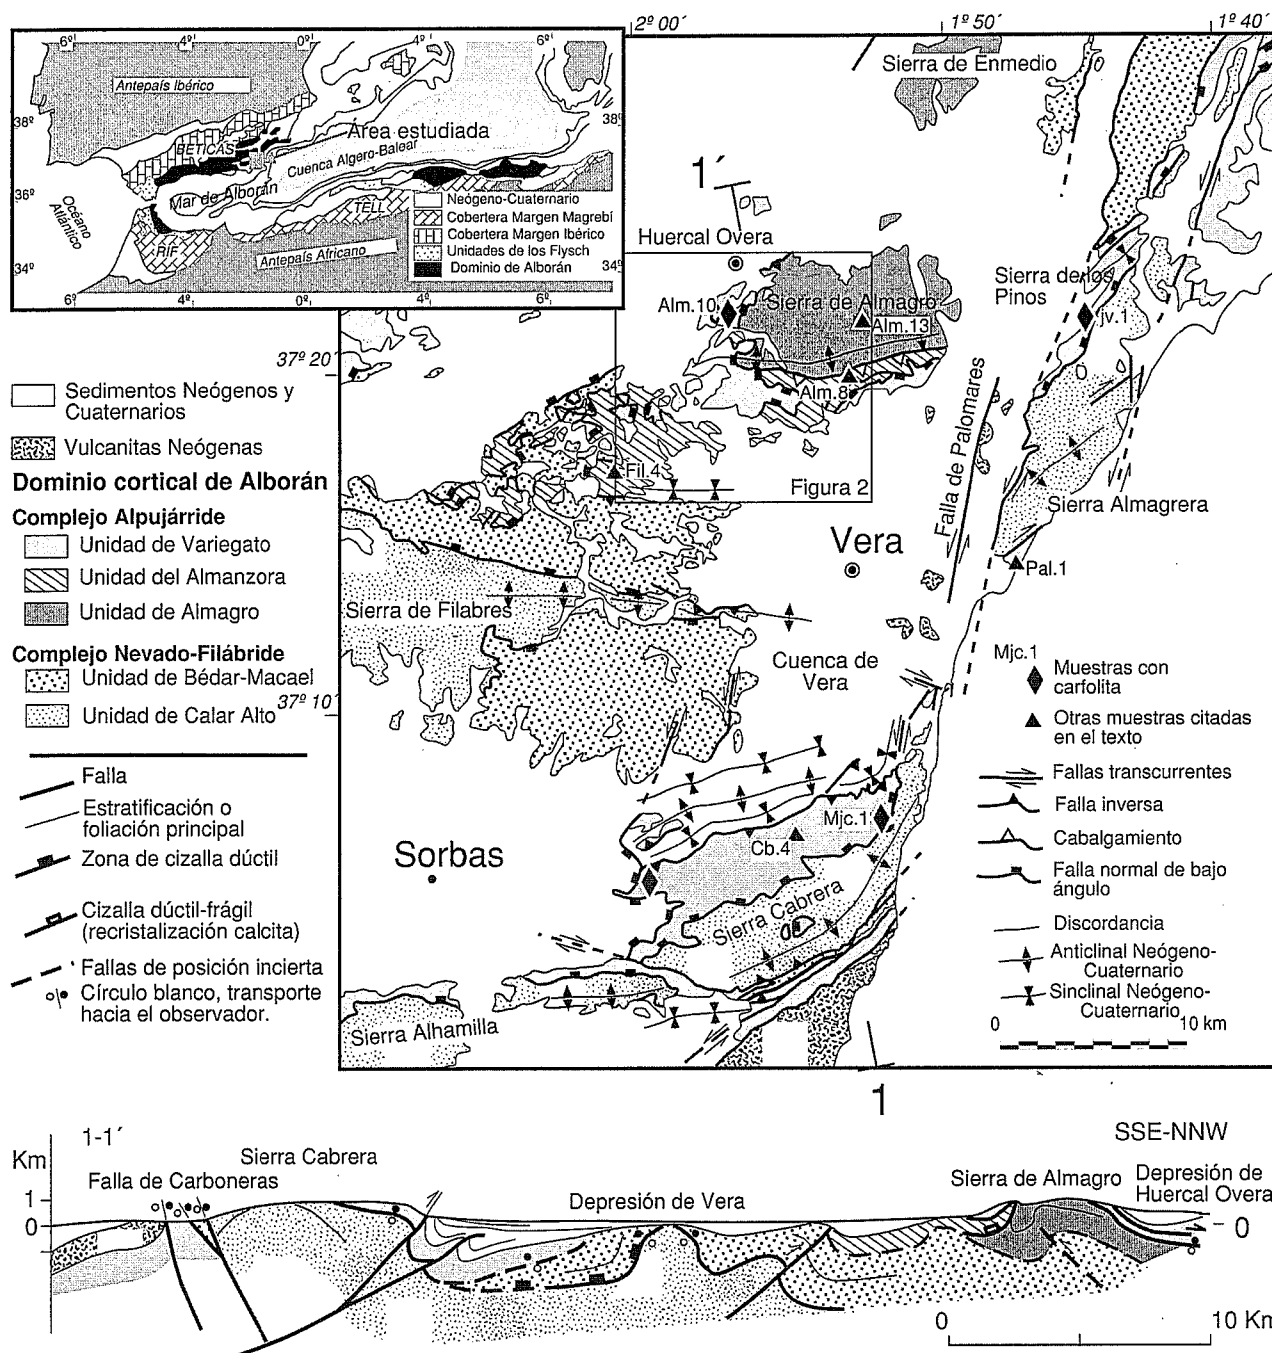 2º 00´
1º 50´
1º 40´
6º
4º
0º
4º
6º
38º
38º
36º
34º
34º
6º
4º
0º
4º
6º
Antepaís Ibérico
BETICAS
Área estudiada
Cuenca Algero-Balear
Mar de Alborán
Océano
Atlántico
TELL
RIF
Antepaís Africano
Neógeno-Cuaternario
Cobertera Margen Magrebí
Cobertera Margen Ibérico
Unidades de los Flysch
Dominio de Alborán
Sierra de Enmedio
1´
Huercal Overa
Sierra de los
Pinos
Alm.10
Sierra de Almagro
Alm.13
jv.1
37º 20´
Alm.8
Falla de Palomares
Fil.4
Figura 2
Sierra Almagrera
Vera
Pal.1
Sierra de Filabres
Cuenca de
Vera
37º 10´
Mjc.1
Cb.4
Sorbas
Sierra Cabrera
Sierra Alhamilla
1
Sedimentos Neógenos y
Cuaternarios
Vulcanitas Neógenas
Dominio cortical de Alborán
Complejo Alpujárride
Unidad de Variegato
Unidad del Almanzora
Unidad de Almagro
Complejo Nevado-Filábride
Unidad de Bédar-Macael
Unidad de Calar Alto
Falla
Estratificación o
foliación principal
Zona de cizalla dúctil
Cizalla dúctil-frágil
(recristalización calcita)
Fallas de posición incierta
Círculo blanco, transporte
hacia el observador.
Mjc.1
Muestras con
carfolita
Otras muestras citadas
en el texto
Fallas transcurrentes
Falla inversa
Cabalgamiento
Falla normal de bajo
ángulo
Discordancia
Anticlinal Neógeno-
Cuaternario
Sinclinal Neógeno-
Cuaternario
0 10 km
1-1´
SSE-NNW
Km
1
0
Falla de Carboneras
Sierra Cabrera
Depresión de Vera
Sierra de Almagro
Depresión de
Huercal Overa
0
0 10 Km